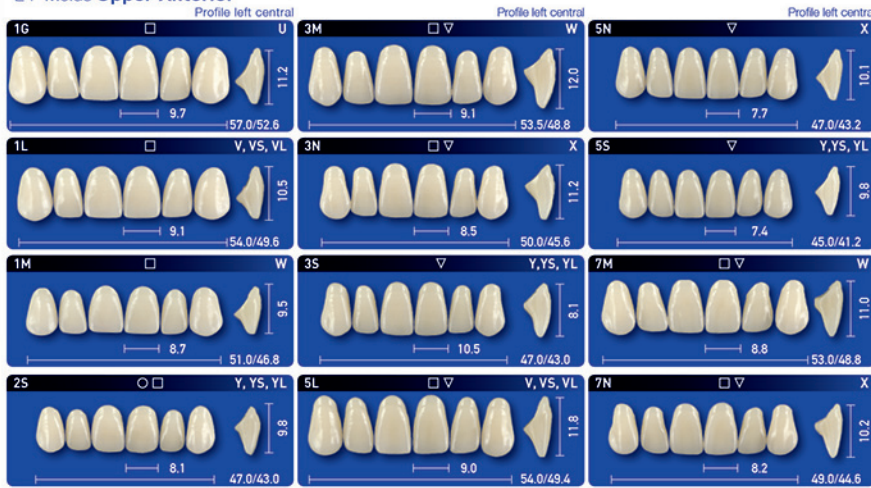 Profile left central
Profile left central
Profile left central
1G □ U
11.2
9.7
57.0/52.6
3M □ ▽ W
12.0
9.1
53.5/48.8
5N ▽ X
10.1
7.7
47.0/43.2
1L □ V, VS, VL
10.5
9.1
54.0/49.6
3N □ ▽ X
11.2
8.5
50.0/45.6
5S ▽ Y,YS, YL
9.8
7.4
45.0/41.2
1M □ W
9.5
8.7
51.0/46.8
3S ▽ Y,YS, YL
8.1
10.5
47.0/43.0
7M □ ▽ W
11.0
8.8
53.0/48.8
2S ○ □ Y, YS, YL
9.8
8.1
47.0/43.0
5L □ ▽ V, VS, VL
11.8
9.0
54.0/49.4
7N □ ▽ X
10.2
8.2
49.0/44.6